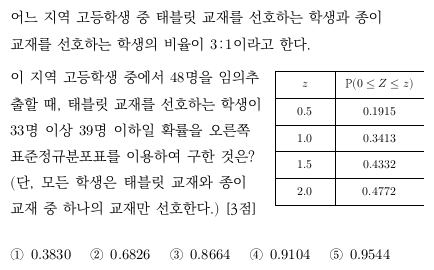 어느 지역 고등학생 중 태블릿 교재를 선호하는 학생과 종이
교재를 선호하는 학생의 비율이 3:1이라고 한다.
이 지역 고등학생 중에서 48명을 임의추
출할 때, 태블릿 교재를 선호하는 학생이
33명 이상 39명 이하일 확률을 오른쪽
표준정규분포표를 이용하여 구한 것은?
(단, 모든 학생은 태블릿 교재와 종이
교재 중 하나의 교재만 선호한다.) [3점]
z P(0 ≤ Z ≤ z)
0.5 0.1915
1.0 0.3413
1.5 0.4332
2.0 0.4772
① 0.3830 ② 0.6826 ③ 0.8664 ④ 0.9104 ⑤ 0.9544